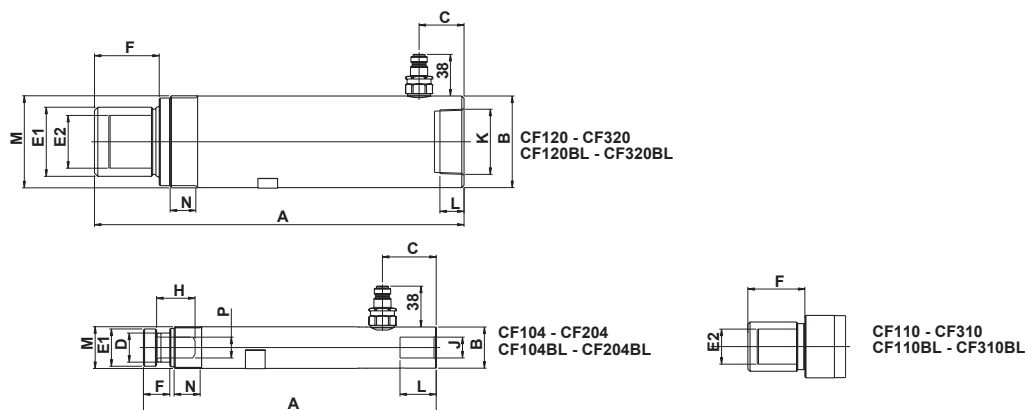 C
F
38
M
E1
E2
K
B
CF120 - CF320
CF120BL - CF320BL
N
L
A
C
H
P
38
M
E1
D
J
B
CF104 - CF204
CF104BL - CF204BL
F
N
L
A
F
E2
CF110 - CF310
CF110BL - CF310BL